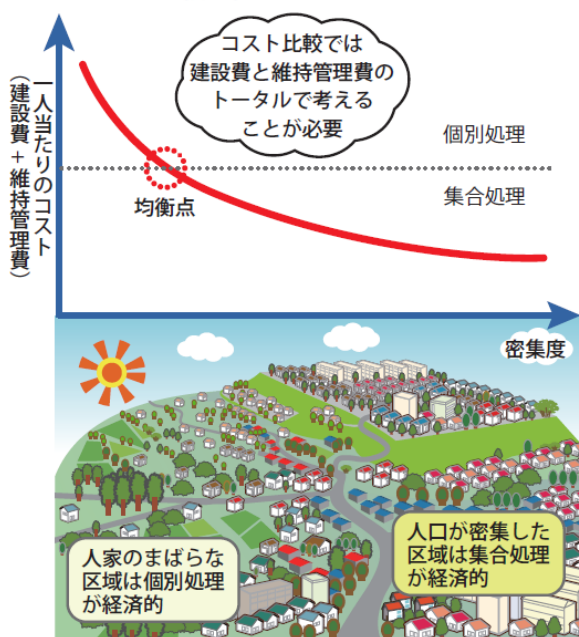 コスト比較では
建設費と維持管理費の
トータルで考える
ことが必要
一人当たりのコスト
（建設費＋維持管理費）
個別処理
集合処理
均衡点
密集度
人家のまばらな
区域は個別処理
が経済的
人口が密集した
区域は集合処理
が経済的